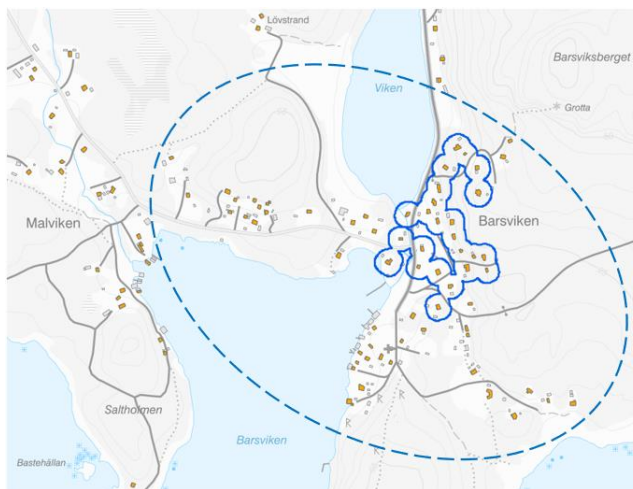 Lövstrand
Viken
Barsviksberget
Grotta
Malviken
Barsviken
Saltholmen
Barsviken
Bastehällan